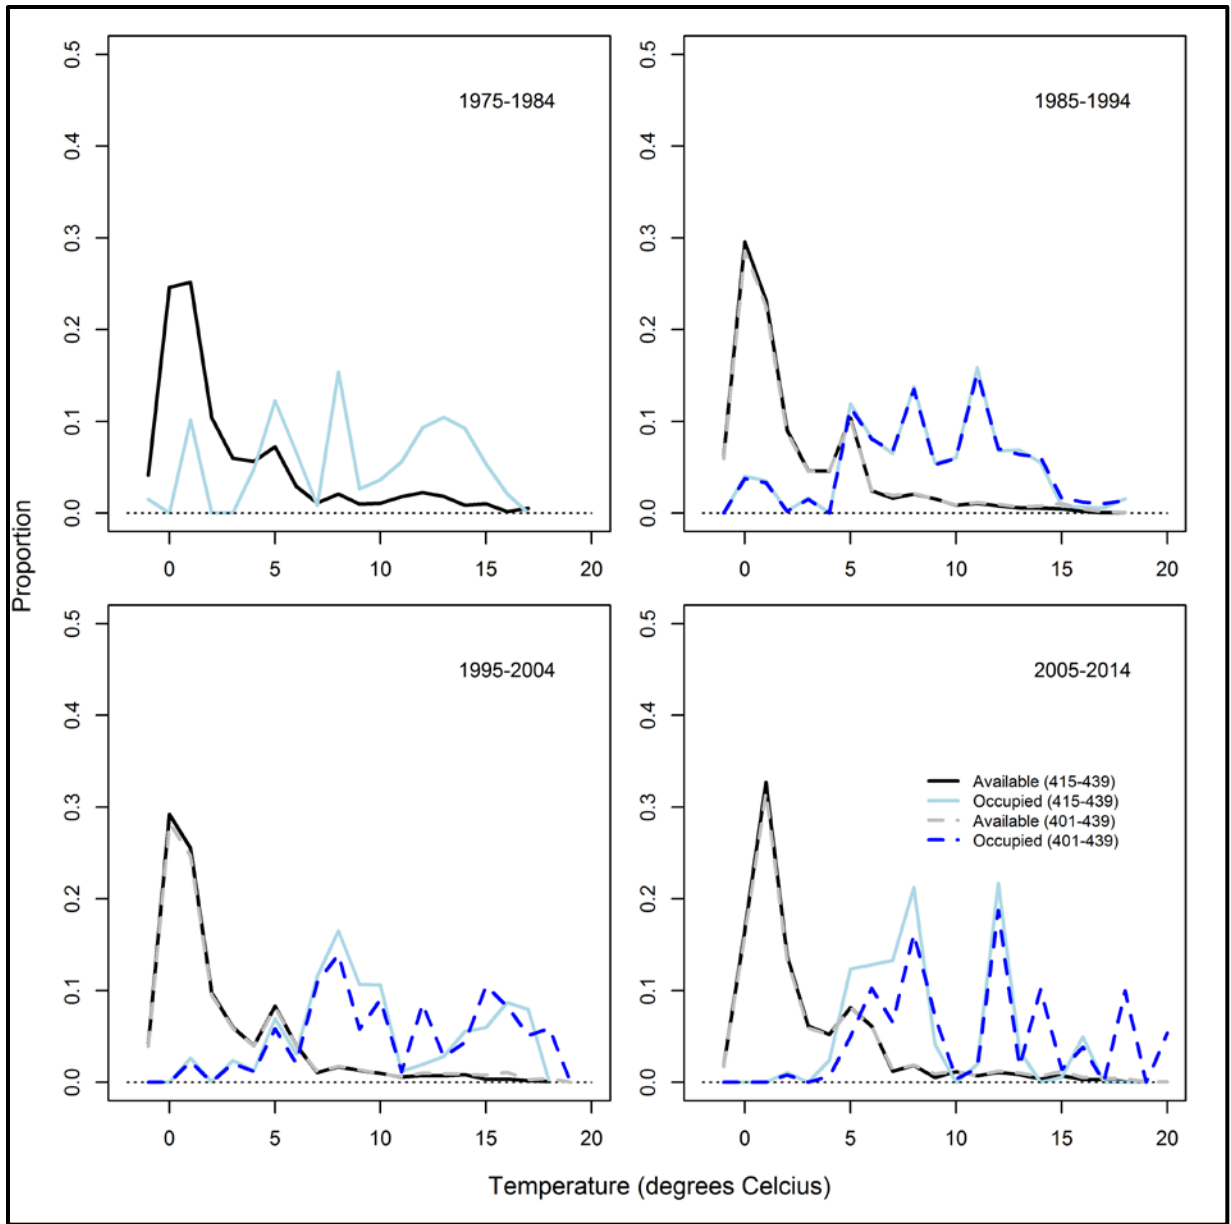 1975-1984
0.0 0.1 0.2 0.3 0.4 0.5
0 5 10 15 20
1985-1994
0.0 0.1 0.2 0.3 0.4 0.5
0 5 10 15 20
Proportion
1995-2004
0.0 0.1 0.2 0.3 0.4 0.5
0 5 10 15 20
2005-2014
Available (415-439)
Occupied (415-439)
Available (401-439)
Occupied (401-439)
0.0 0.1 0.2 0.3 0.4 0.5
0 5 10 15 20
Temperature (degrees Celcius)